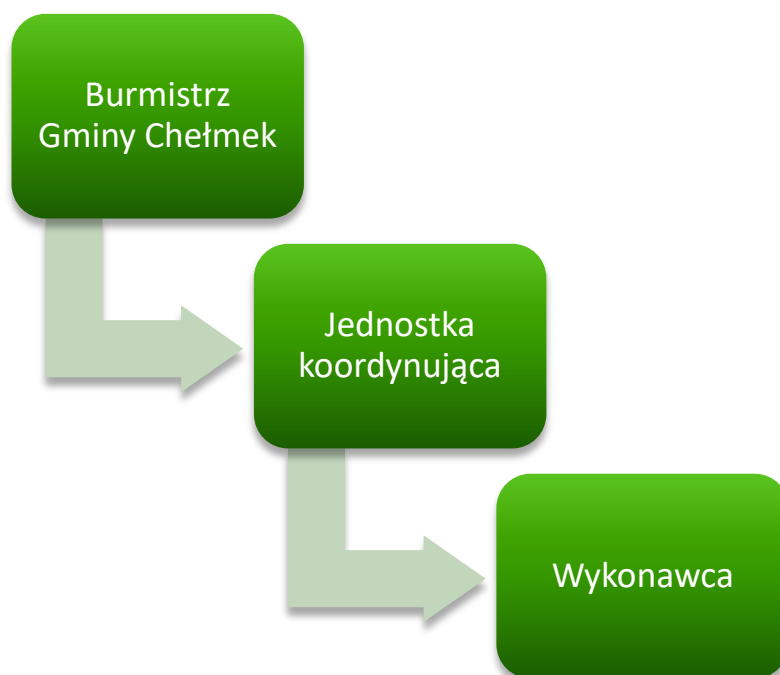 Burmistrz
Gminy Chełmek
Jednostka
koordynująca
Wykonawca